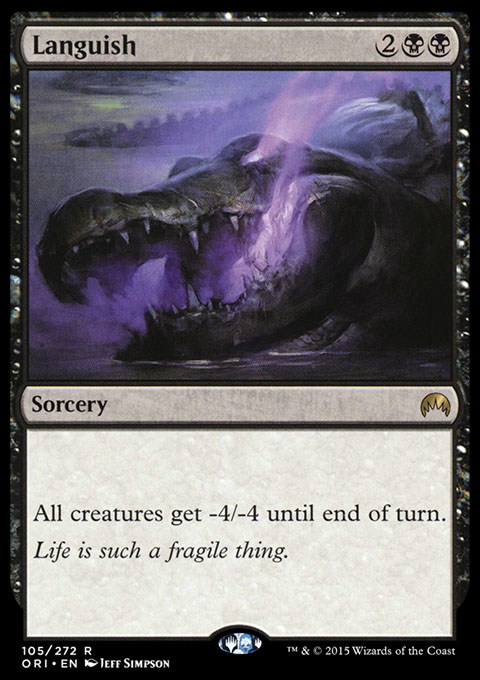 Languish 2
Sorcery
All creatures get -4/-4 until end of turn.
Life is such a fragile thing.
105/272 R
ORI • EN Jeff Simpson
™ & © 2015 Wizards of the Coast